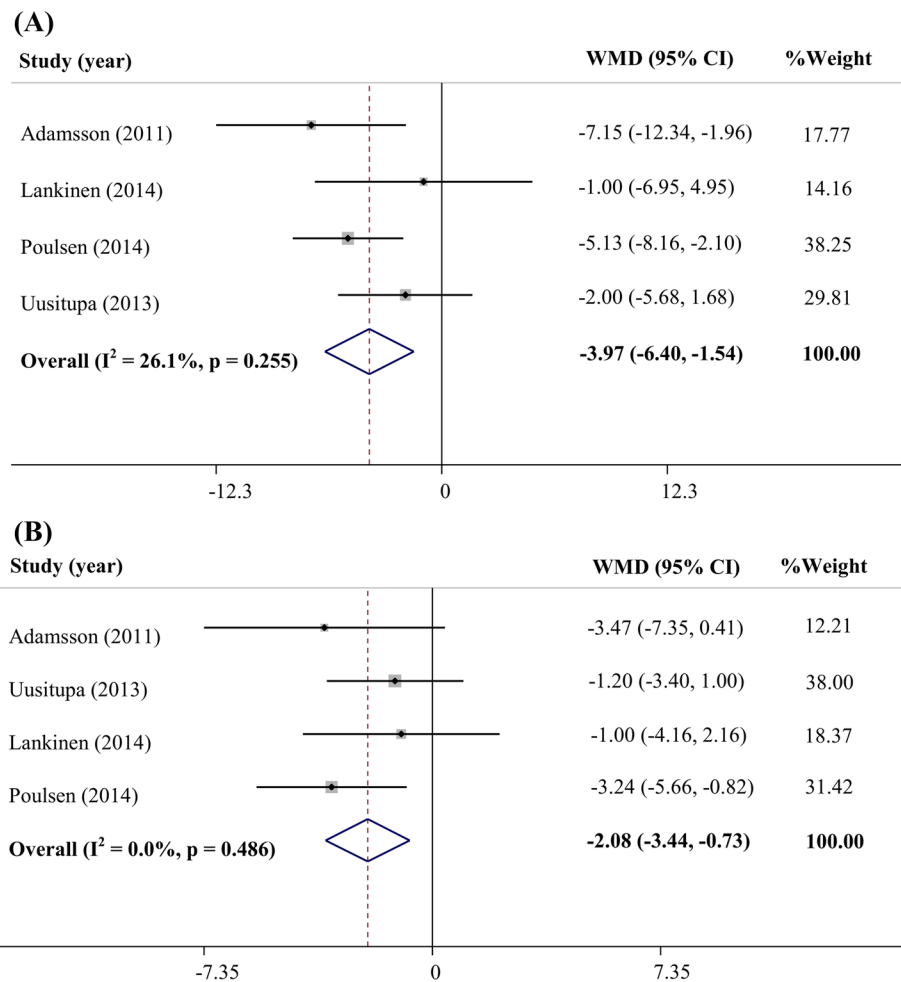 (A)
Study (year) WMD (95% CI) %Weight
Adamsson (2011) -7.15 (-12.34, -1.96) 17.77
Lankinen (2014) -1.00 (-6.95, 4.95) 14.16
Poulsen (2014) -5.13 (-8.16, -2.10) 38.25
Uusitupa (2013) -2.00 (-5.68, 1.68) 29.81
Overall (I² = 26.1%, p = 0.255) -3.97 (-6.40, -1.54) 100.00
-12.3 0 12.3
(B)
Study (year) WMD (95% CI) %Weight
Adamsson (2011) -3.47 (-7.35, 0.41) 12.21
Uusitupa (2013) -1.20 (-3.40, 1.00) 38.00
Lankinen (2014) -1.00 (-4.16, 2.16) 18.37
Poulsen (2014) -3.24 (-5.66, -0.82) 31.42
Overall (I² = 0.0%, p = 0.486) -2.08 (-3.44, -0.73) 100.00
-7.35 0 7.35